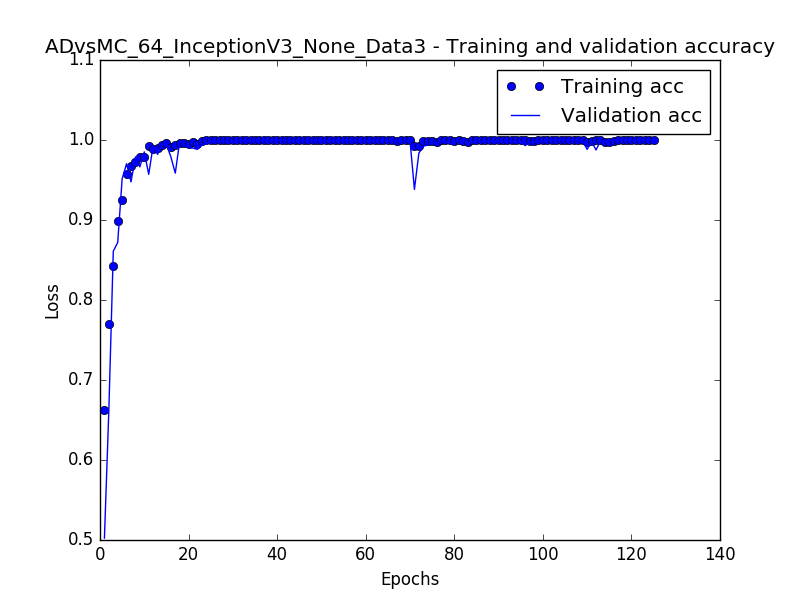 ADvsMC_64_InceptionV3_None_Data3 - Training and validation accuracy
1.1
Training acc
Validation acc
1.0
0.9
0.8
0.7
0.6
0.5
Loss
0 20 40 60 80 100 120 140
Epochs